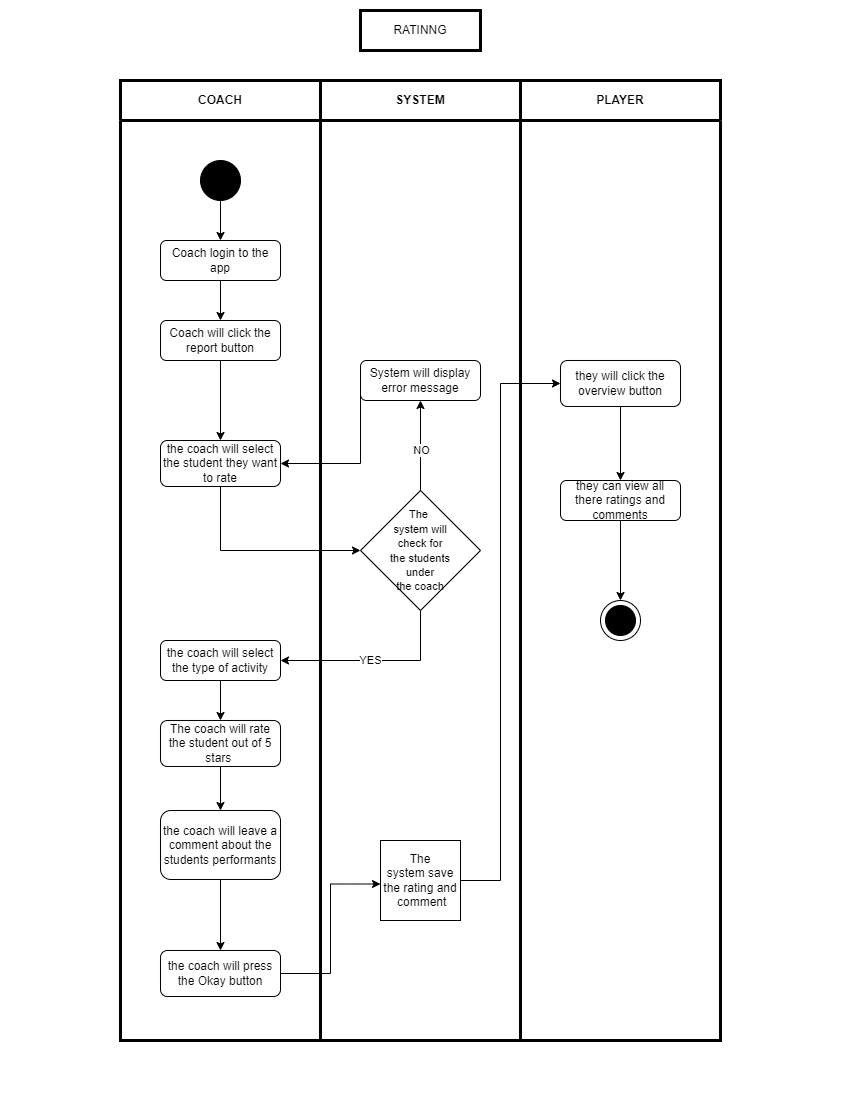 RATINNG
COACH
SYSTEM
PLAYER
Coach login to the
app
Coach will click the
report button
the coach will select
the student they want
to rate
System will display
error message
NO
The
system will
check for
the students
under
the coach
YES
the coach will select
the type of activity
The coach will rate
the student out of 5
stars
the coach will leave a
comment about the
students performants
the coach will press
the Okay button
The
system save
the rating and
comment
they will click the
overview button
they can view all
there ratings and
comments